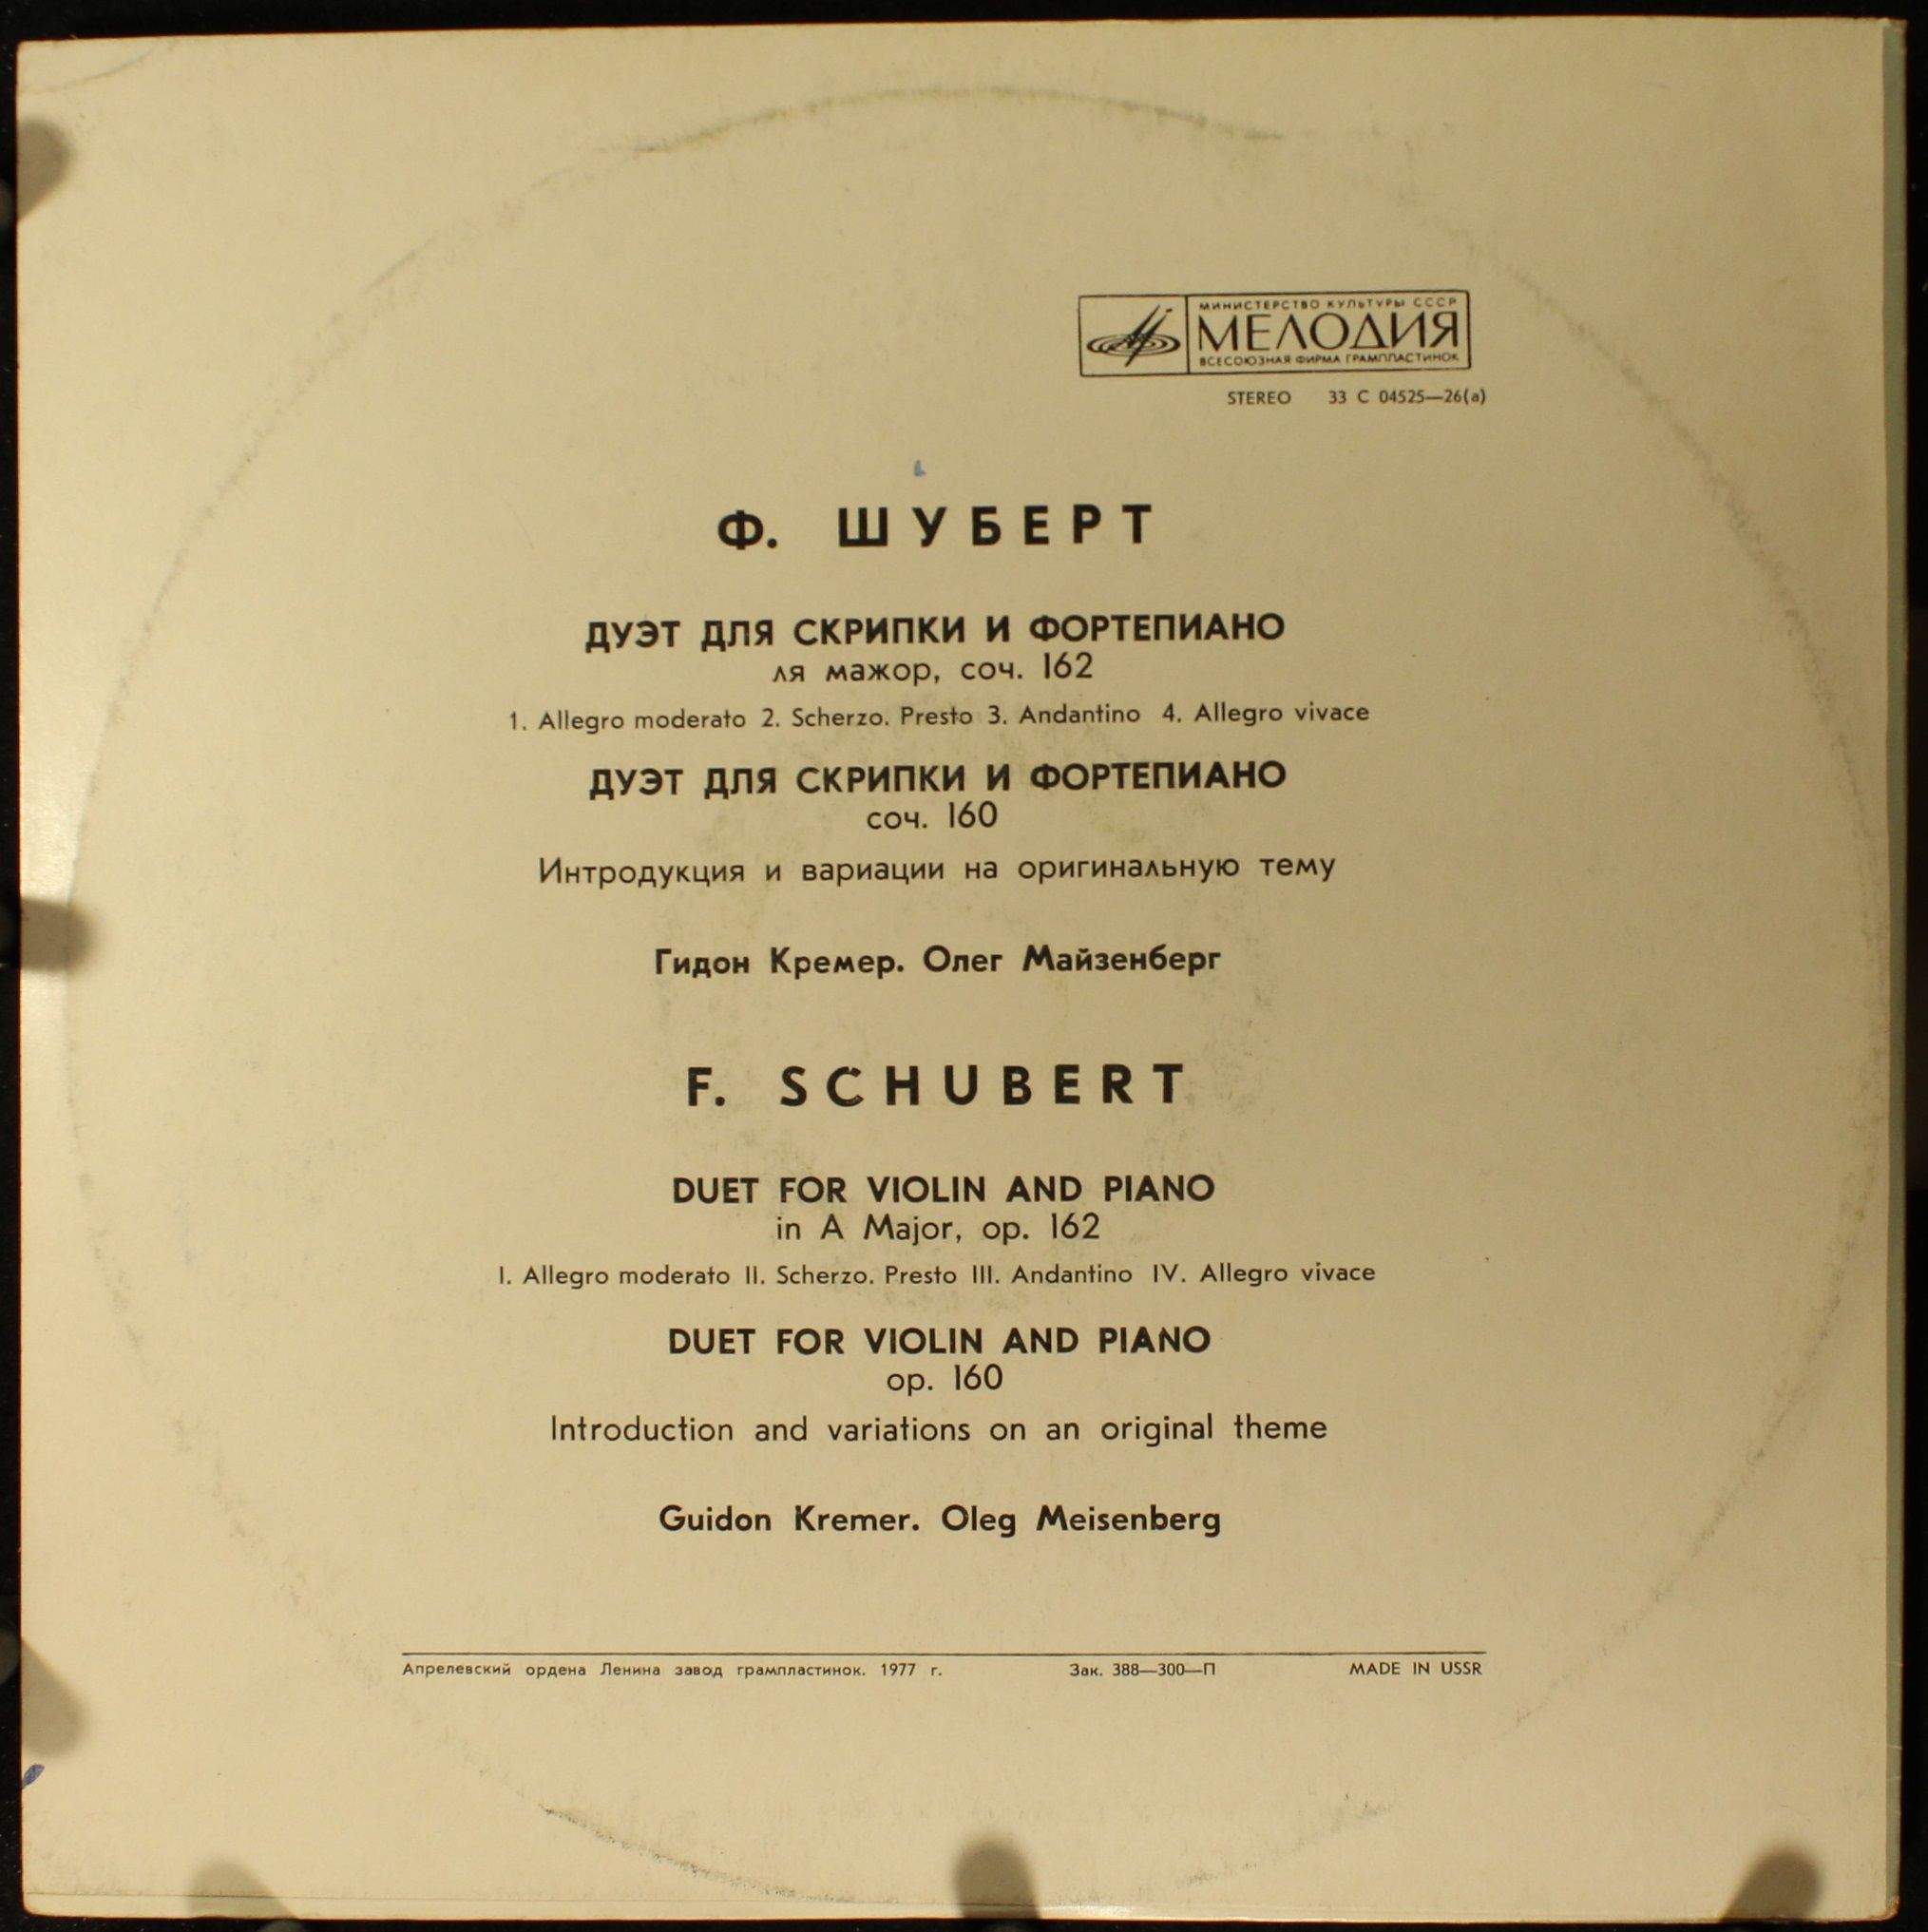 МИНИСТЕРСТВО КУЛЬТУРЫ СССР
МЕЛОДИЯ
ВСЕСОЮЗНАЯ ФИРМА ГРАМПЛАСТИНОК
STEREO 33 С 04525—26(а)
Ф. ШУБЕРТ
ДУЭТ ДЛЯ СКРИПКИ И ФОРТЕПИАНО
ля мажор, соч. 162
1. Allegro moderato 2. Scherzo. Presto 3. Andantino 4. Allegro vivace
ДУЭТ ДЛЯ СКРИПКИ И ФОРТЕПИАНО
соч. 160
Интродукция и вариации на оригинальную тему
Гидон Кремер. Олег Майзенберг
F. SCHUBERT
DUET FOR VIOLIN AND PIANO
in A Major, op. 162
I. Allegro moderato II. Scherzo. Presto III. Andantino IV. Allegro vivace
DUET FOR VIOLIN AND PIANO
op. 160
Introduction and variations on an original theme
Guidon Kremer. Oleg Meisenberg
Апрелевский ордена Ленина завод грампластинок. 1977 г. Зак. 388—300—П MADE IN USSR